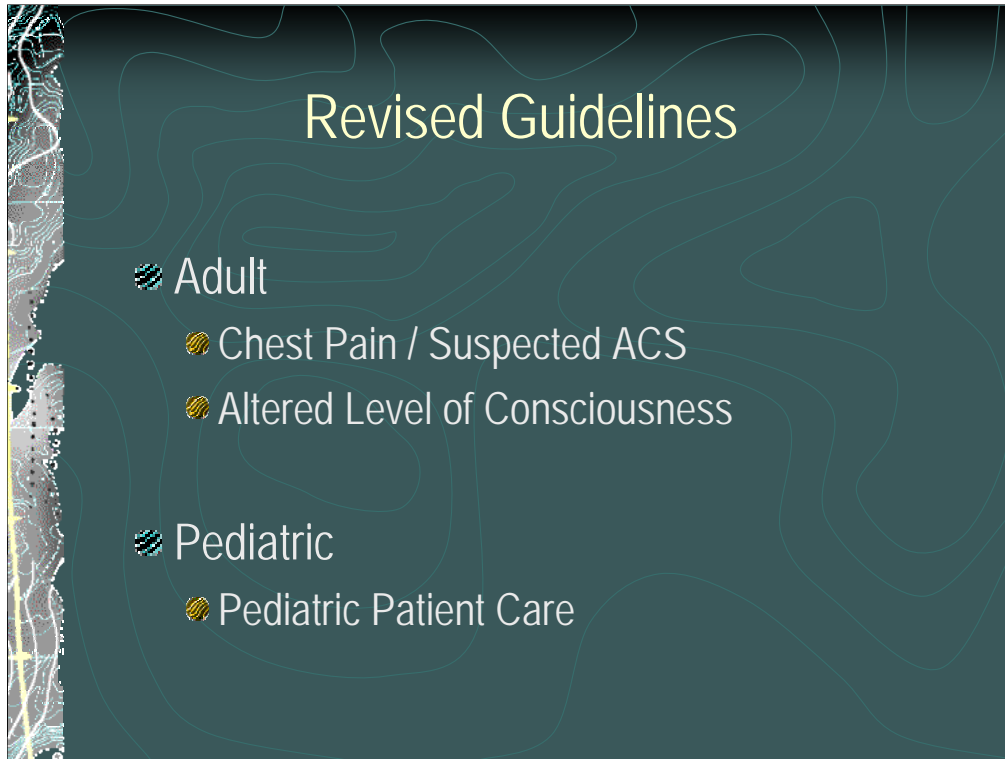 Revised Guidelines
Adult
Chest Pain / Suspected ACS
Altered Level of Consciousness
Pediatric
Pediatric Patient Care